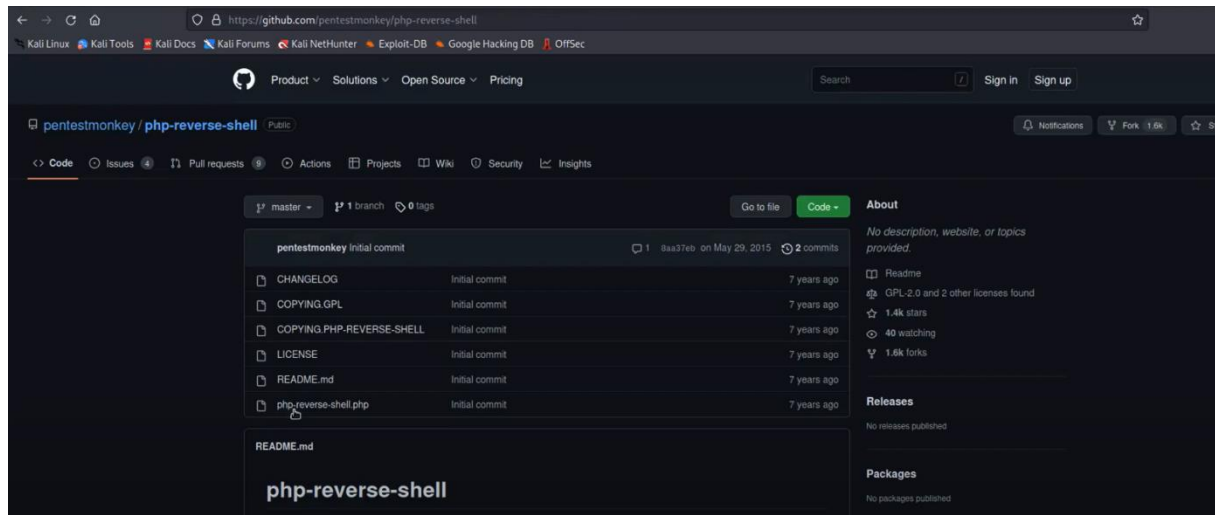 https://github.com/pentestmonkey/php-reverse-shell
Kali Linux Kali Tools Kali Docs Kali Forums Kali NetHunter Exploit-DB Google Hacking DB OffSec
Product Solutions Open Source Pricing Search / Sign in Sign up
pentestmonkey / php-reverse-shell Public Notifications Fork 1.6k
<> Code Issues 4 Pull requests 9 Actions Projects Wiki Security Insights
master 1 branch 0 tags Go to file Code
About
No description, website, or topics
provided.
Readme
GPL-2.0 and 2 other licenses found
1.4k stars
40 watching
1.6k forks
Releases
No releases published
Packages
No packages published
pentestmonkey Initial commit 1 8aa37eb on May 29, 2015 2 commits
CHANGELOG Initial commit 7 years ago
COPYING.GPL Initial commit 7 years ago
COPYING.PHP-REVERSE-SHELL Initial commit 7 years ago
LICENSE Initial commit 7 years ago
README.md Initial commit 7 years ago
php-reverse-shell.php Initial commit 7 years ago
README.md
php-reverse-shell